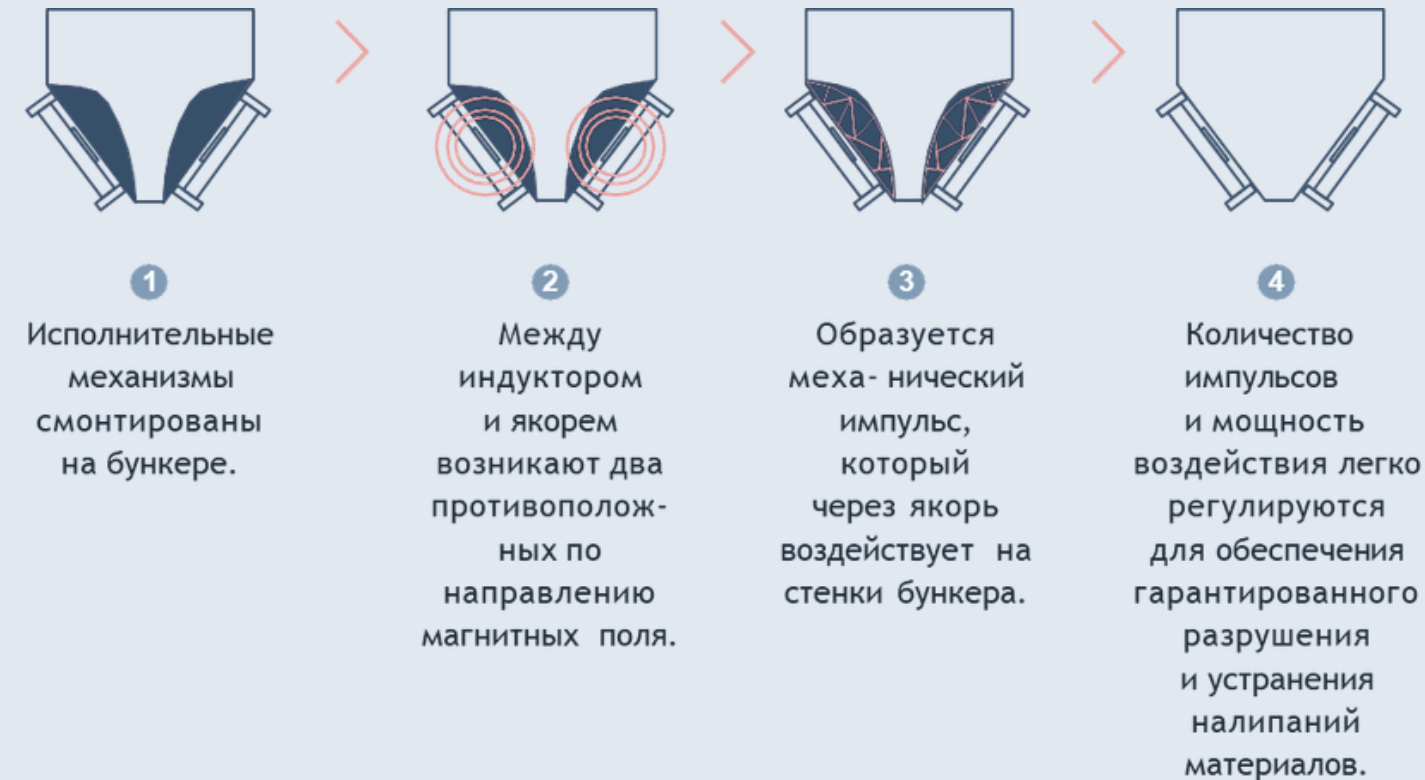 1
Исполнительные
механизмы
смонтированы
на бункере.
2
Между
индуктором
и якорем
возникают два
противополож-
ных по
направлению
магнитных поля.
3
Образуется
меха- нический
импульс,
который
через якорь
воздействует на
стенки бункера.
4
Количество
импульсов
и мощность
воздействия легко
регулируются
для обеспечения
гарантированного
разрушения
и устранения
налипаний
материалов.